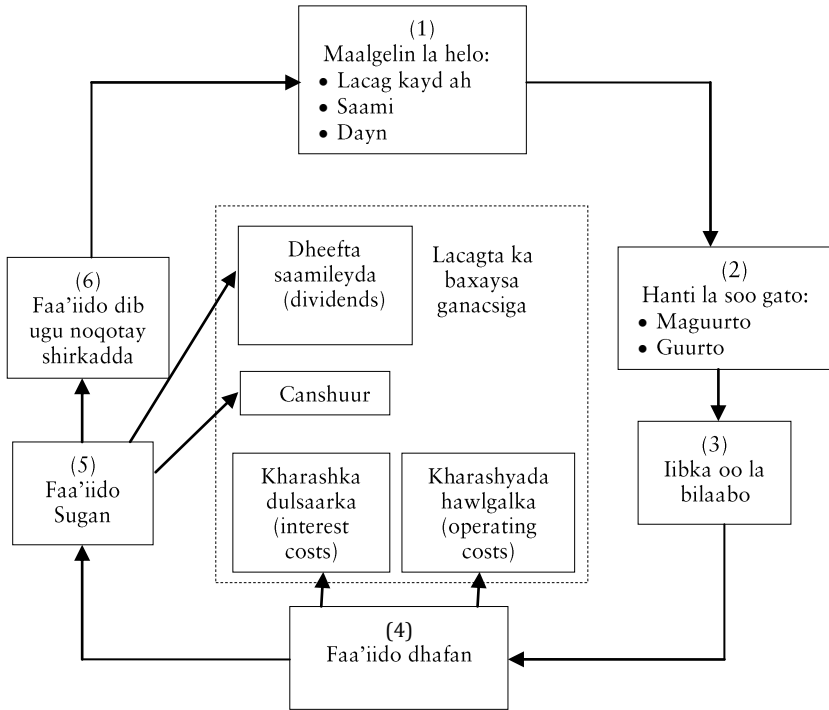 (1)
Maalgelin la helo:
• Lacag kayd ah
• Saami
• Dayn
(2)
Hanti la soo gato:
• Maguurto
• Guurto
(3)
Iibka oo la
bilaabo
(4)
Faa'iido dhafan
(5)
Faa'iido
Sugan
(6)
Faa'iido dib
ugu noqotay
shirkadda
Dheefta
saamileyda
(dividends)
Lacagta ka
baxaysa
ganacsiga
Canshuur
Kharashka
dulsaarka
(interest
costs)
Kharashyada
hawlgalka
(operating
costs)